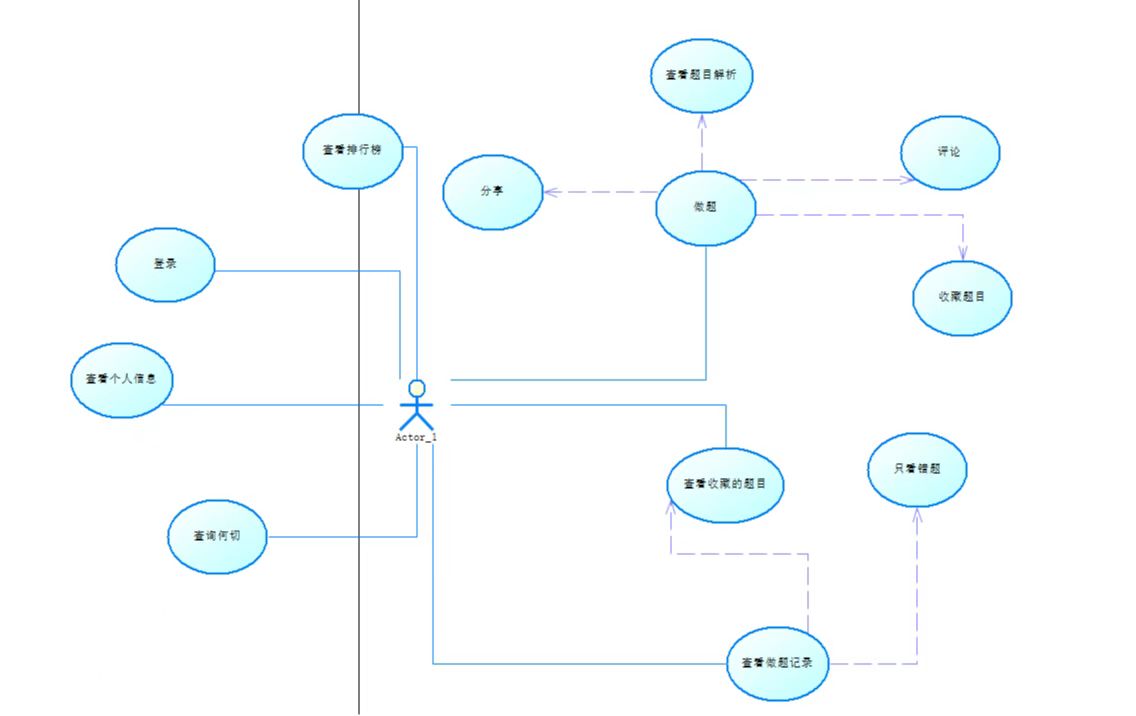 查看题目解析
查看排行榜
评论
分享
做题
登录
收藏题目
查看个人信息
Actor_1
只看错题
查看收藏的题目
查询何切
查看做题记录